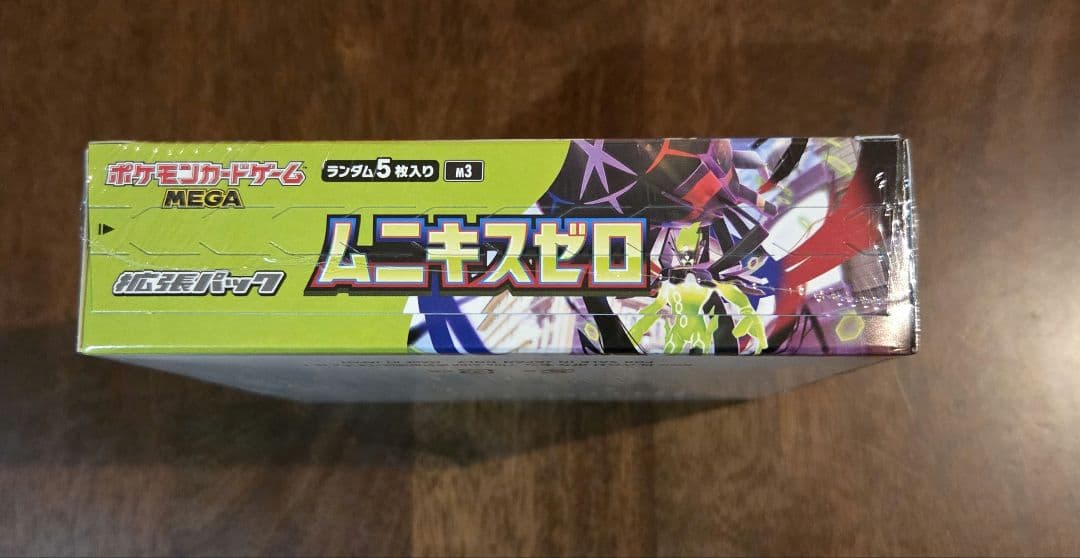 ポケモンカードゲーム
MEGA
ランダム5枚入り
M3
拡張パック
ムニキスゼロ